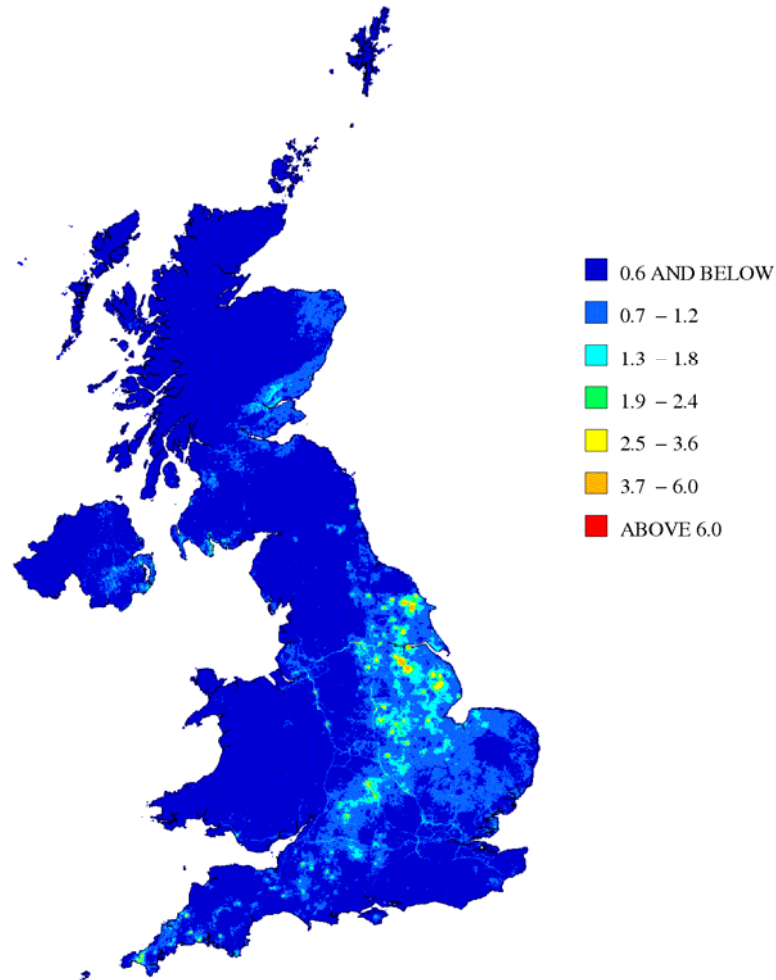 0.6 AND BELOW
0.7 – 1.2
1.3 – 1.8
1.9 – 2.4
2.5 – 3.6
3.7 – 6.0
ABOVE 6.0